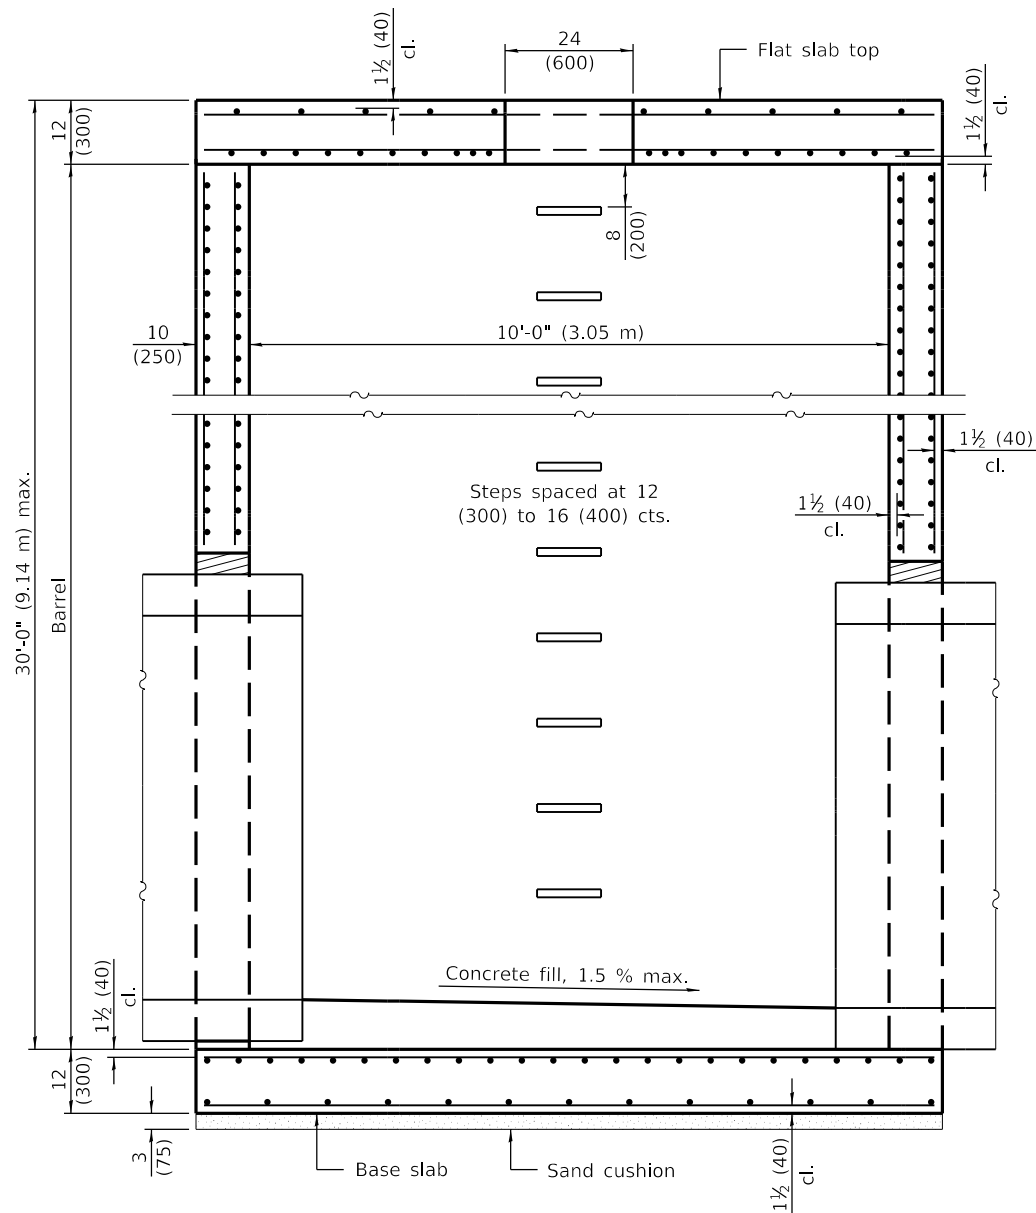 24
(600)
1½ (40)
cl.
Flat slab top
1½ (40)
cl.
12
(300)
8
(200)
10
(250)
10'-0" (3.05 m)
1½ (40)
cl.
Steps spaced at 12
(300) to 16 (400) cts.
1½ (40)
cl.
30'-0" (9.14 m) max.
Barrel
Concrete fill, 1.5 % max.
1½ (40)
cl.
12
(300)
3
(75)
Base slab
Sand cushion
1½ (40)
cl.